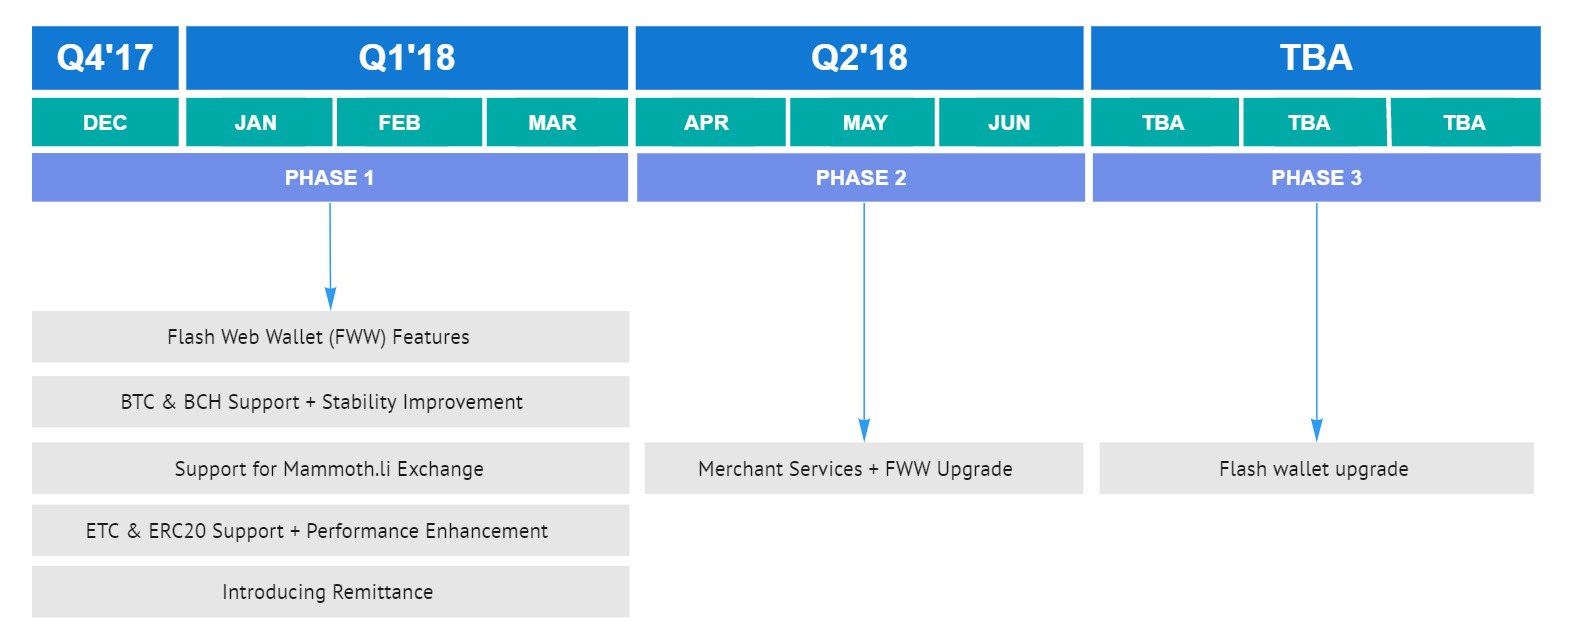 Q4'17 Q1'18 Q2'18 TBA
DEC JAN FEB MAR APR MAY JUN TBA TBA TBA
PHASE 1 PHASE 2 PHASE 3
Flash Web Wallet (FWW) Features
BTC & BCH Support + Stability Improvement
Support for Mammoth.li Exchange
ETC & ERC20 Support + Performance Enhancement
Introducing Remittance
Merchant Services + FWW Upgrade
Flash wallet upgrade